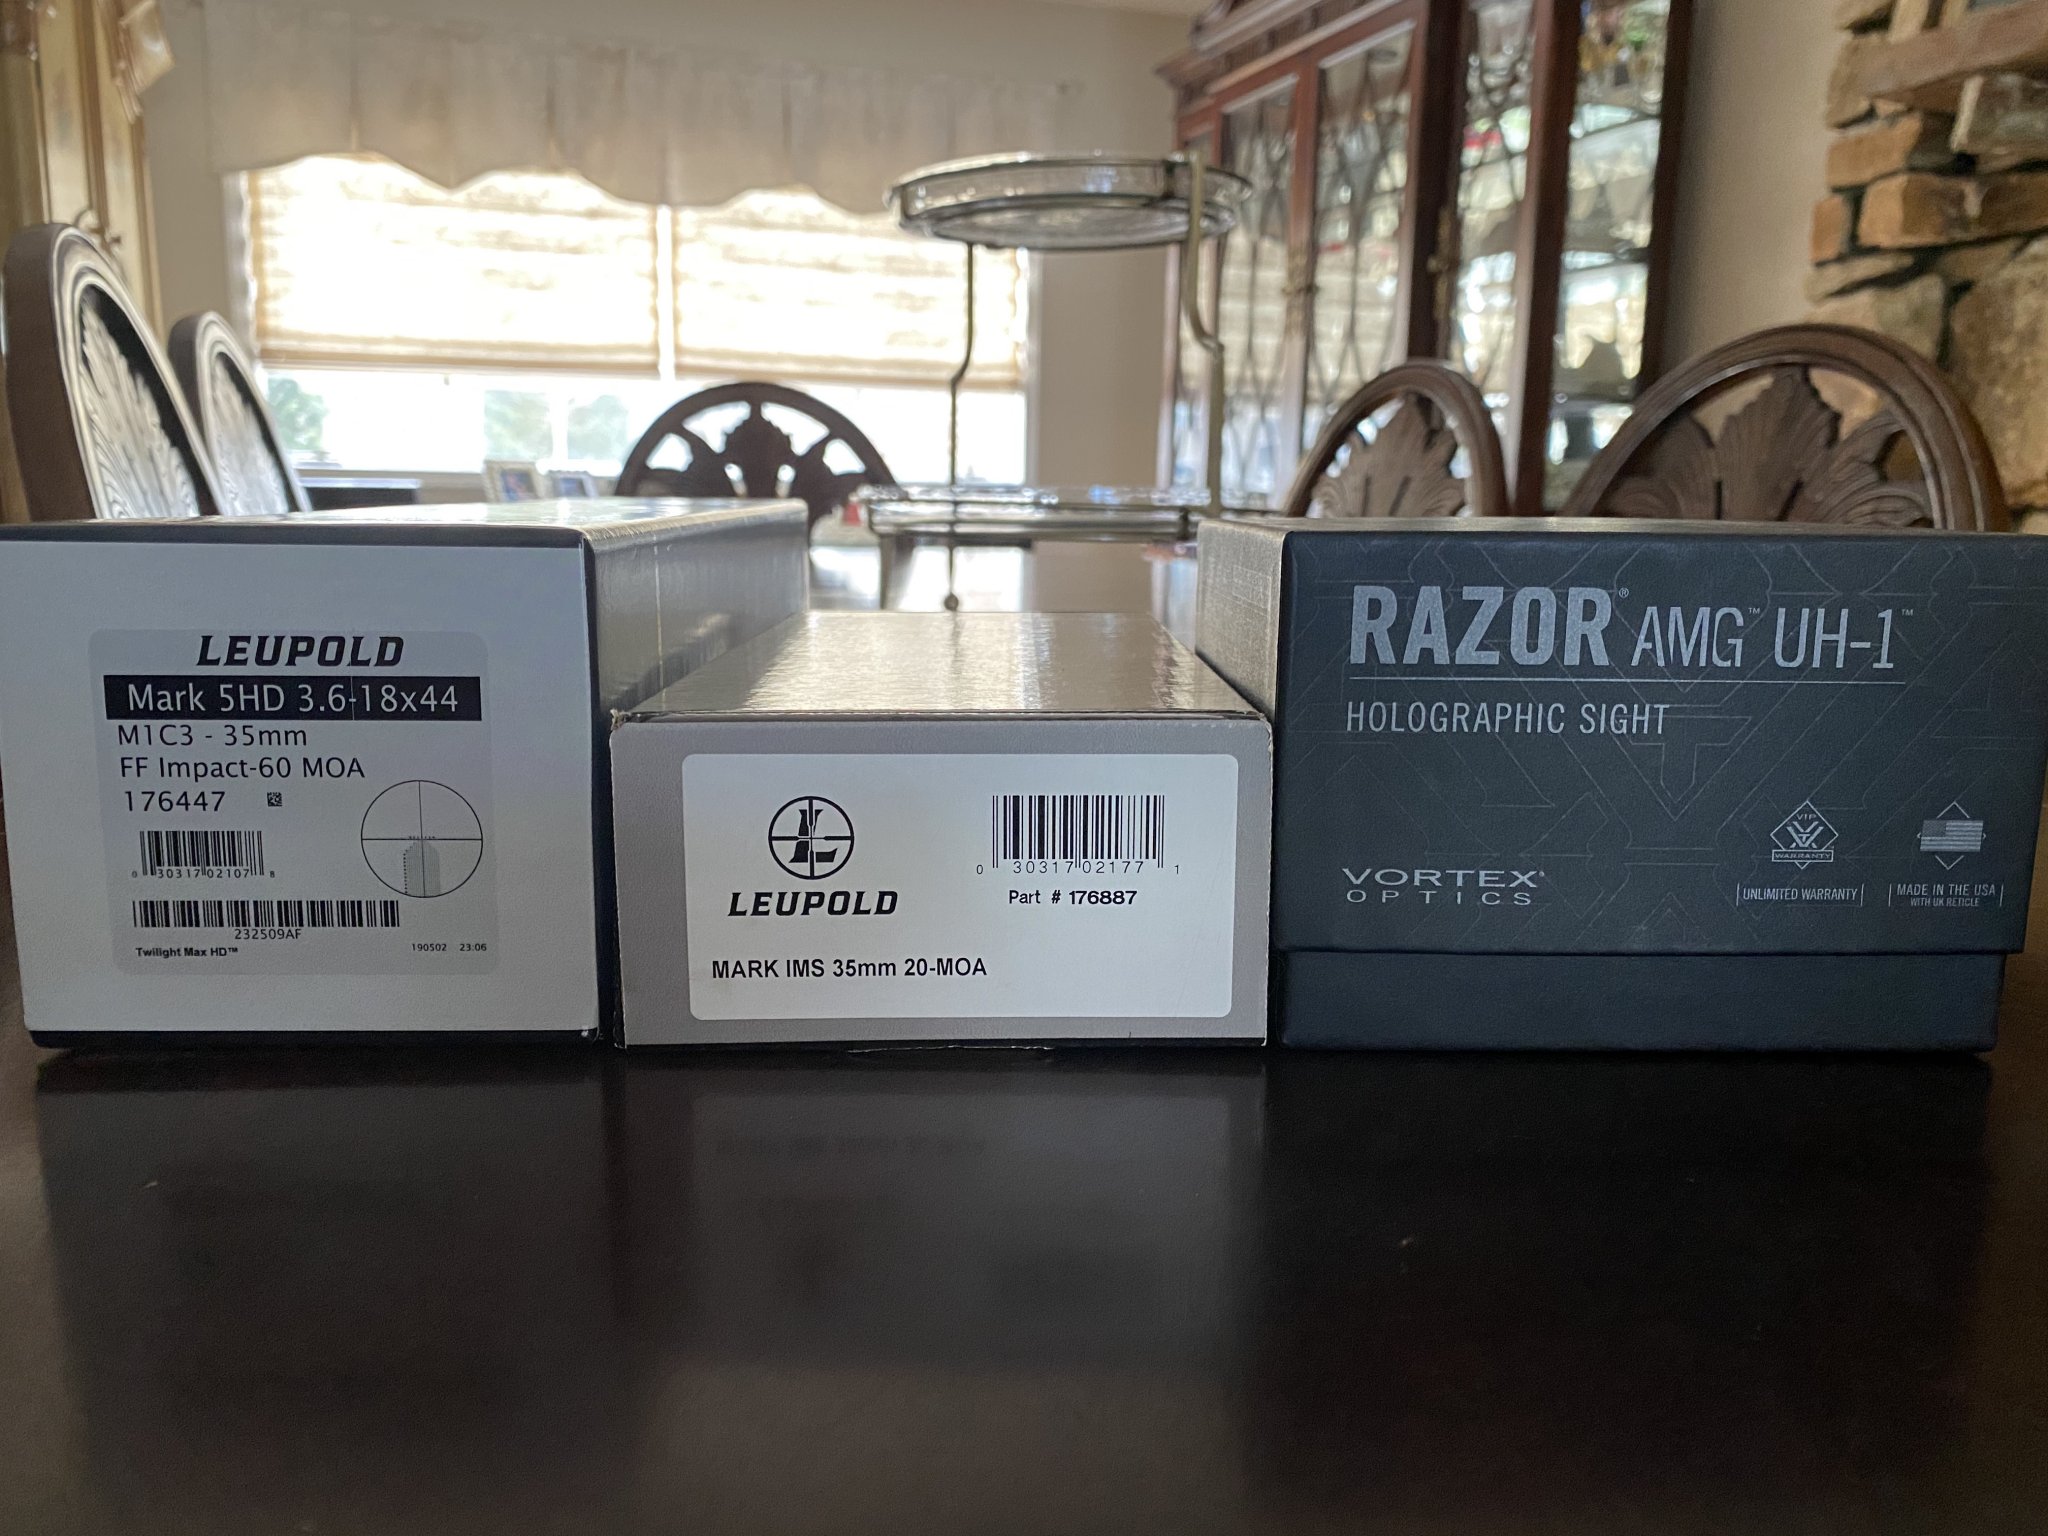 LEUPOLD
Mark 5HD 3.6-18x44
M1C3 - 35mm
FF Impact-60 MOA
176447
0 30317 02107 8
232509AF
Twilight Max HD™
190502 23:06
LEUPOLD
0 30317 02177 1
Part # 176887
MARK IMS 35mm 20-MOA
RAZOR® AMG™ UH-1™
HOLOGRAPHIC SIGHT
VORTEX®
OPTICS
VIP
WARRANTY
UNLIMITED WARRANTY
MADE IN THE USA
WITH UK RETICLE